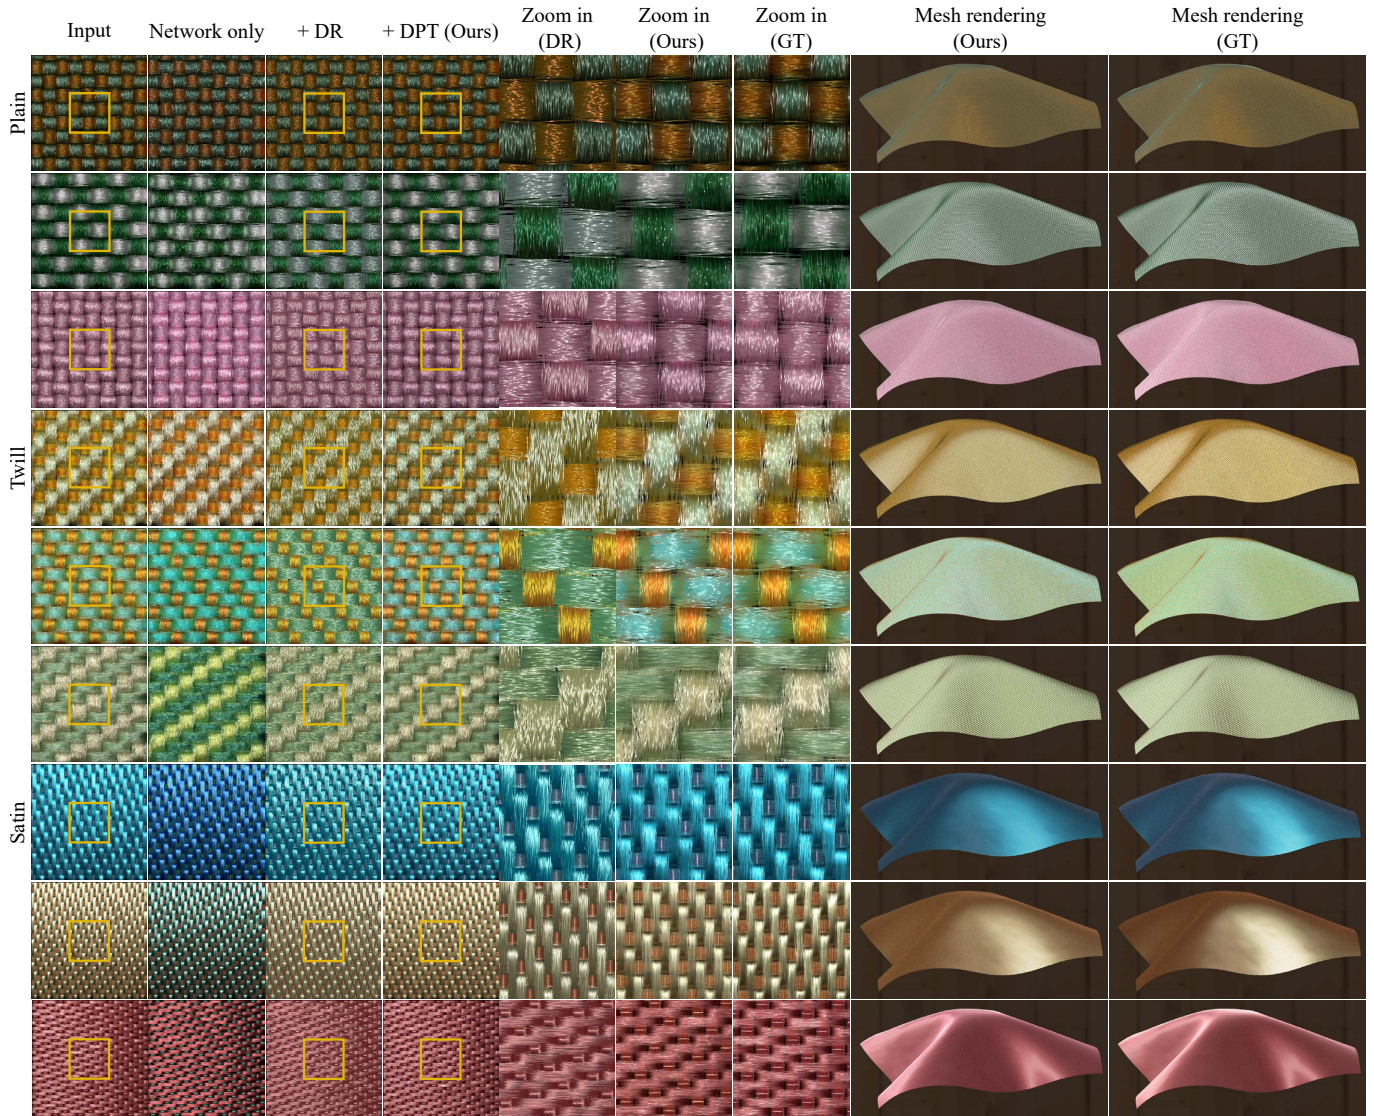 Input
Network only
+ DR
+ DPT (Ours)
Zoom in
(DR)
Zoom in
(Ours)
Zoom in
(GT)
Mesh rendering
(Ours)
Mesh rendering
(GT)
Plain
Twill
Satin